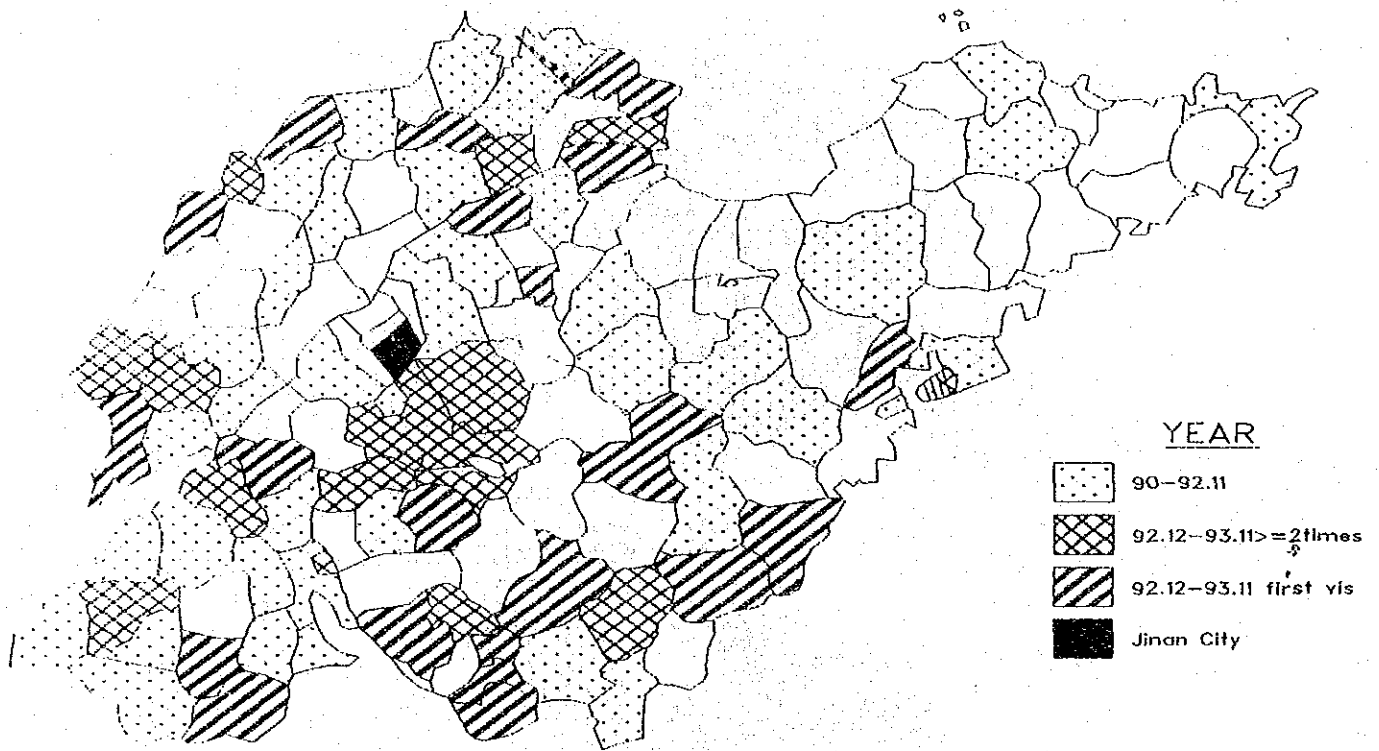 YEAR
90-92.11
92.12-93.11>=2times
92.12-93.11 first vis
Jinan City